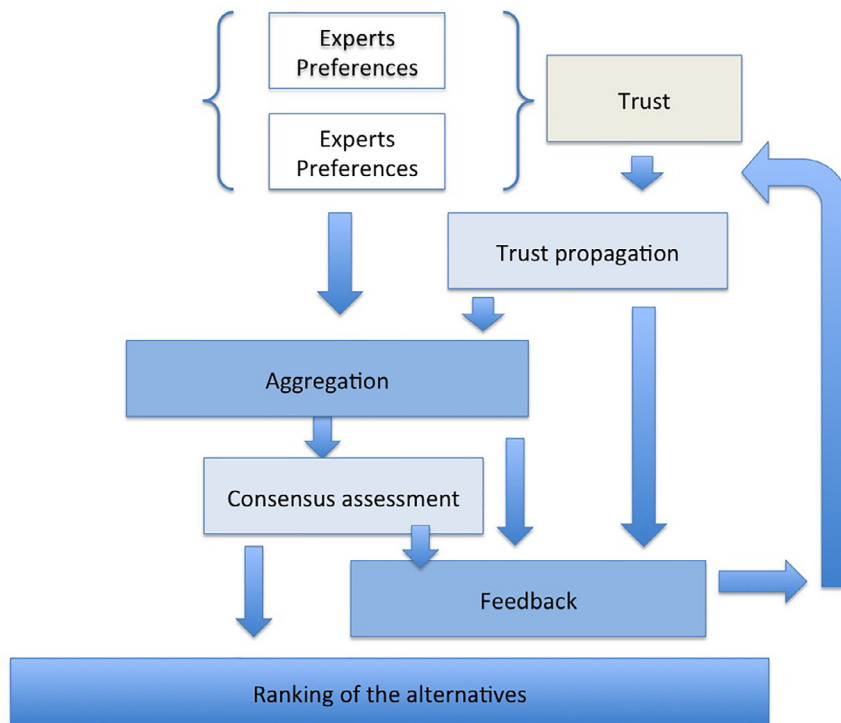 Experts
Preferences
Trust
Experts
Preferences
Trust propagation
Aggregation
Consensus assessment
Feedback
Ranking of the alternatives